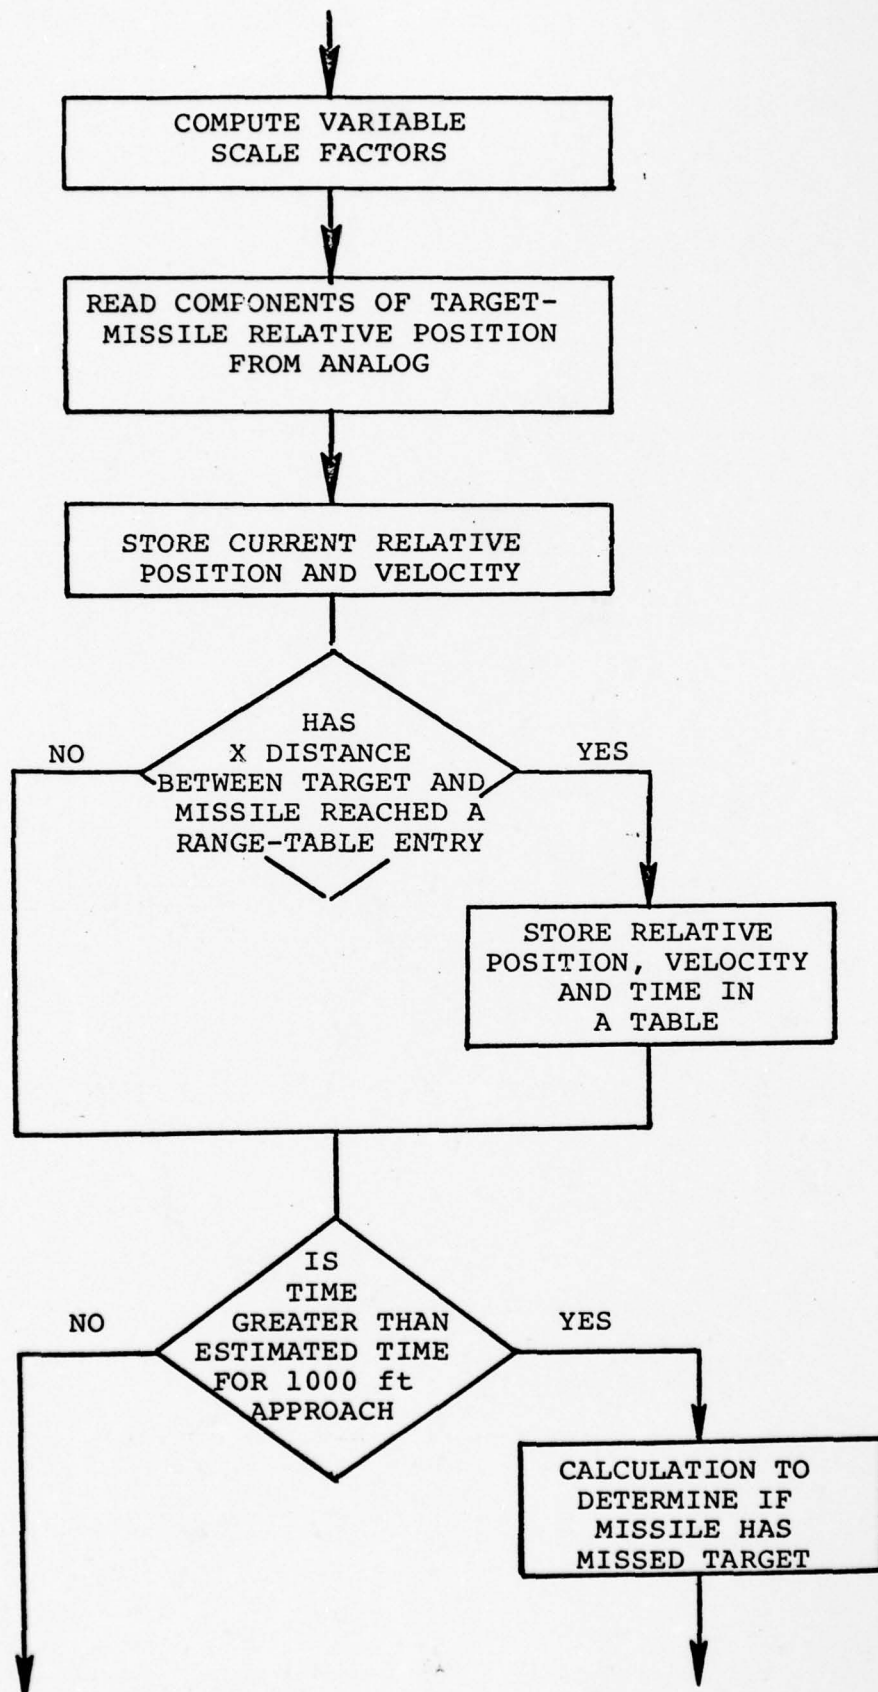 COMPUTE VARIABLE
SCALE FACTORS
READ COMPONENTS OF TARGET-
MISSILE RELATIVE POSITION
FROM ANALOG
STORE CURRENT RELATIVE
POSITION AND VELOCITY
HAS
X DISTANCE
BETWEEN TARGET AND
MISSILE REACHED A
RANGE-TABLE ENTRY
NO
YES
STORE RELATIVE
POSITION, VELOCITY
AND TIME IN
A TABLE
IS
TIME
GREATER THAN
ESTIMATED TIME
FOR 1000 ft
APPROACH
NO
YES
CALCULATION TO
DETERMINE IF
MISSILE HAS
MISSED TARGET